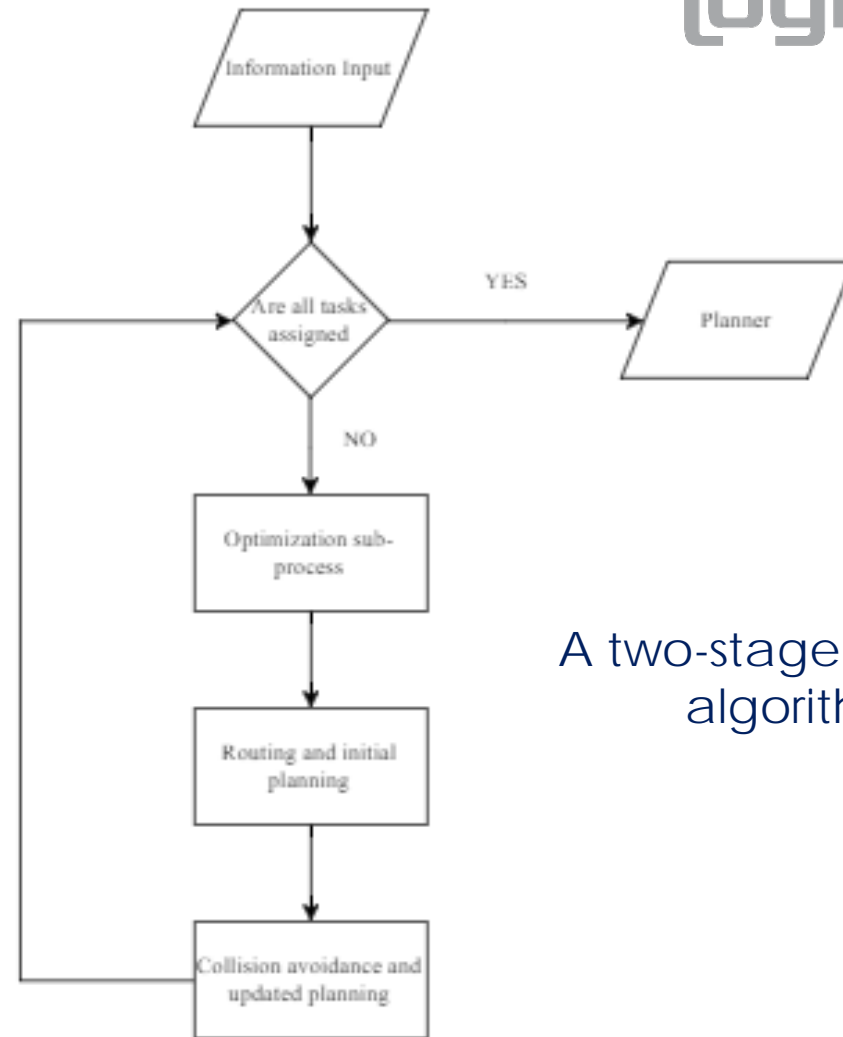 Information Input
Are all tasks
assigned
YES
Planner
NO
Optimization sub-
process
A two-stage
Routing and initial
planning
Collision avoidance and
updated planning